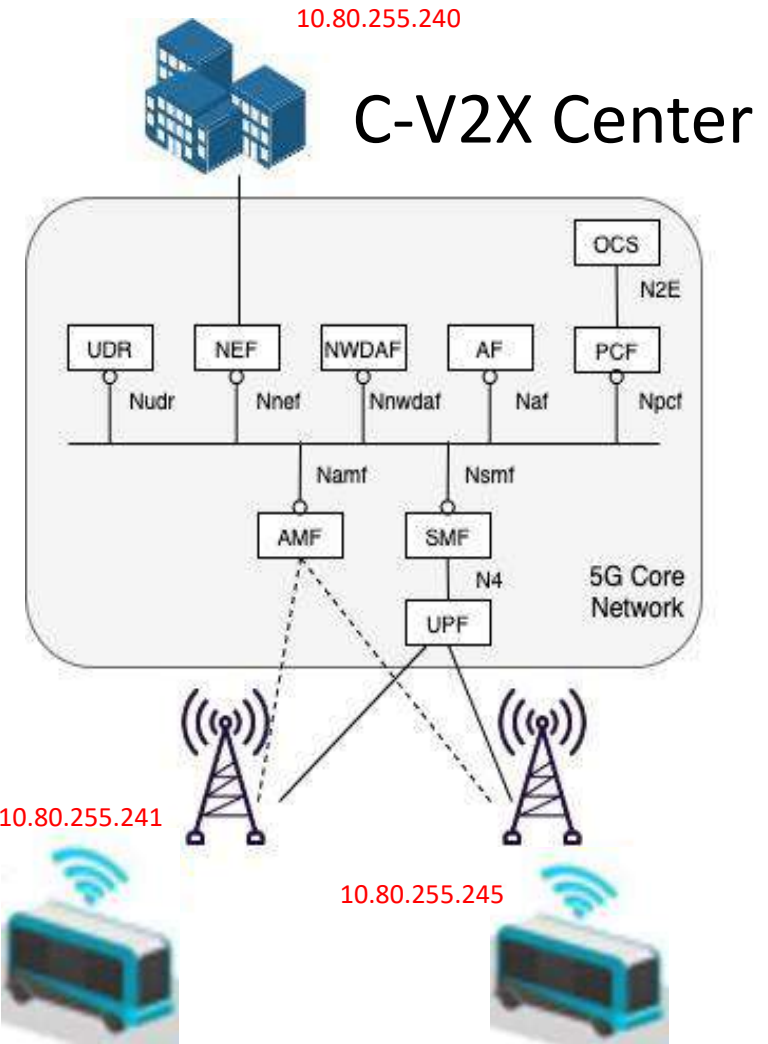 10.80.255.240
C-V2X Center
OCS
N2E
UDR NEF NWDAF AF PCF
Nudr Nnef Nnwdaf Naf Npcf
Namf Nsmf
AMF SMF
N4
5G Core
Network
UPF
10.80.255.241
10.80.255.245